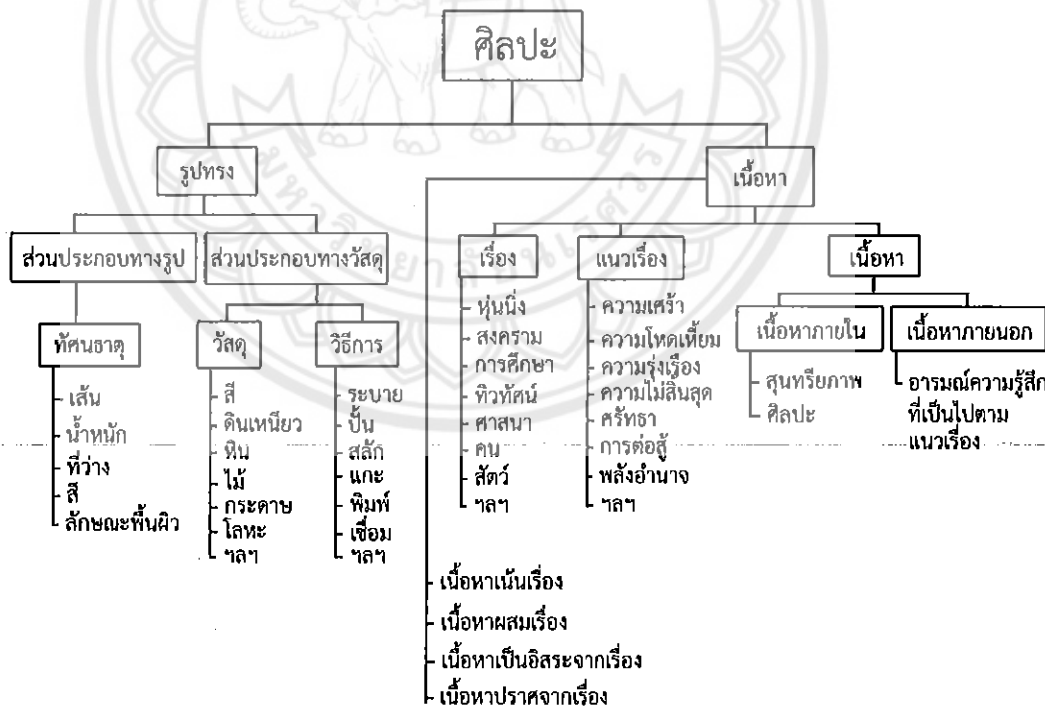 ศิลปะ
รูปทรง
เนื้อหา
ส่วนประกอบทางรูป
ส่วนประกอบทางวัสดุ
เรื่อง
แนวเรื่อง
เนื้อหา
ทัศนธาตุ
- เส้น
- น้ำหนัก
- ที่ว่าง
- สี
- ลักษณะพื้นผิว
วัสดุ
- สี
- ดินเหนียว
- หิน
- ไม้
- กระดาษ
- โลหะ
- ฯลฯ
วิธีการ
- ระบาย
- ปั้น
- สลัก
- แกะ
- พิมพ์
- เชื่อม
- ฯลฯ
- หุ่นนิ่ง
- สงคราม
- การศึกษา
- ทิวทัศน์
- ศาสนา
- คน
- สัตว์
- ฯลฯ
- ความเศร้า
- ความโหดเหี้ยม
- ความรุ่งเรือง
- ความไม่สิ้นสุด
- ศรัทธา
- การต่อสู้
- พลังอำนาจ
- ฯลฯ
เนื้อหาภายใน
- สุนทรียภาพ
- ศิลปะ
เนื้อหาภายนอก
- อารมณ์ความรู้สึก
ที่เป็นไปตาม
แนวเรื่อง
- เนื้อหาเน้นเรื่อง
- เนื้อหาผสมเรื่อง
- เนื้อหาเป็นอิสระจากเรื่อง
- เนื้อหาปราศจากเรื่อง
มหาวิทยาลัยนเรศวร